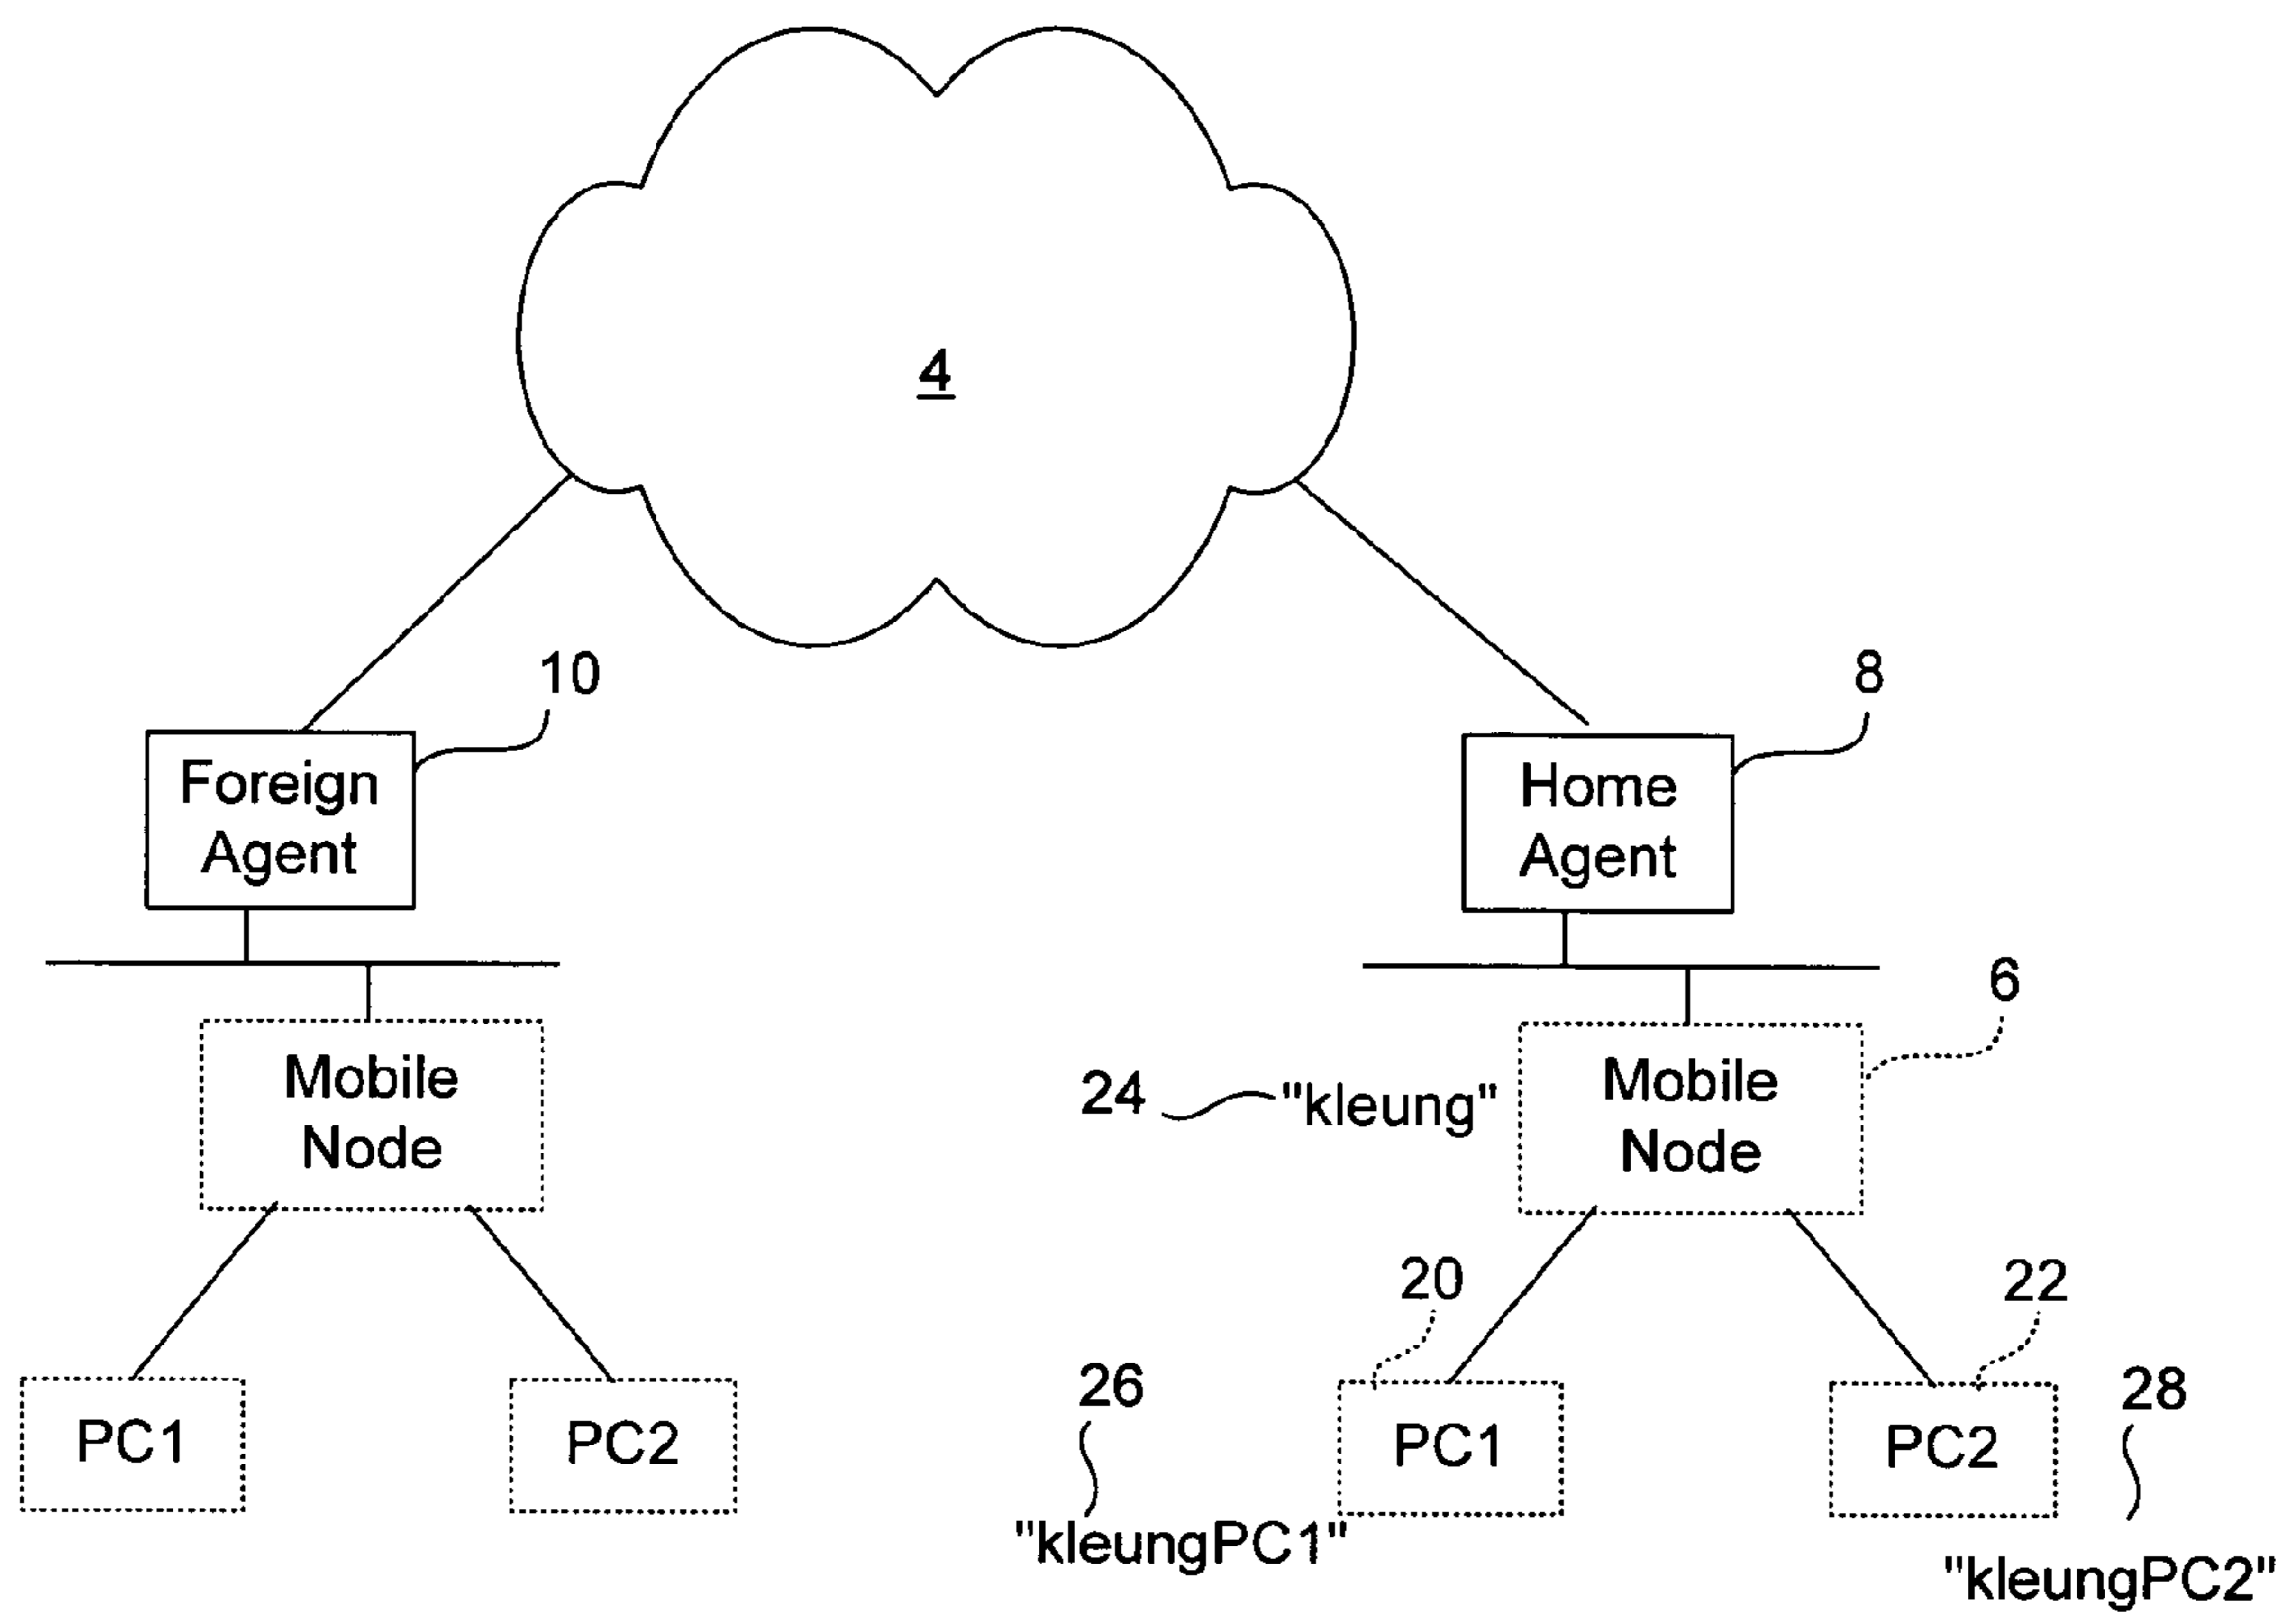 4
10
8
Foreign
Agent
Home
Agent
6
Mobile
Node
24
"kleung"
Mobile
Node
20
22
26
28
PC1
PC2
PC1
PC2
"kleungPC1"
"kleungPC2"